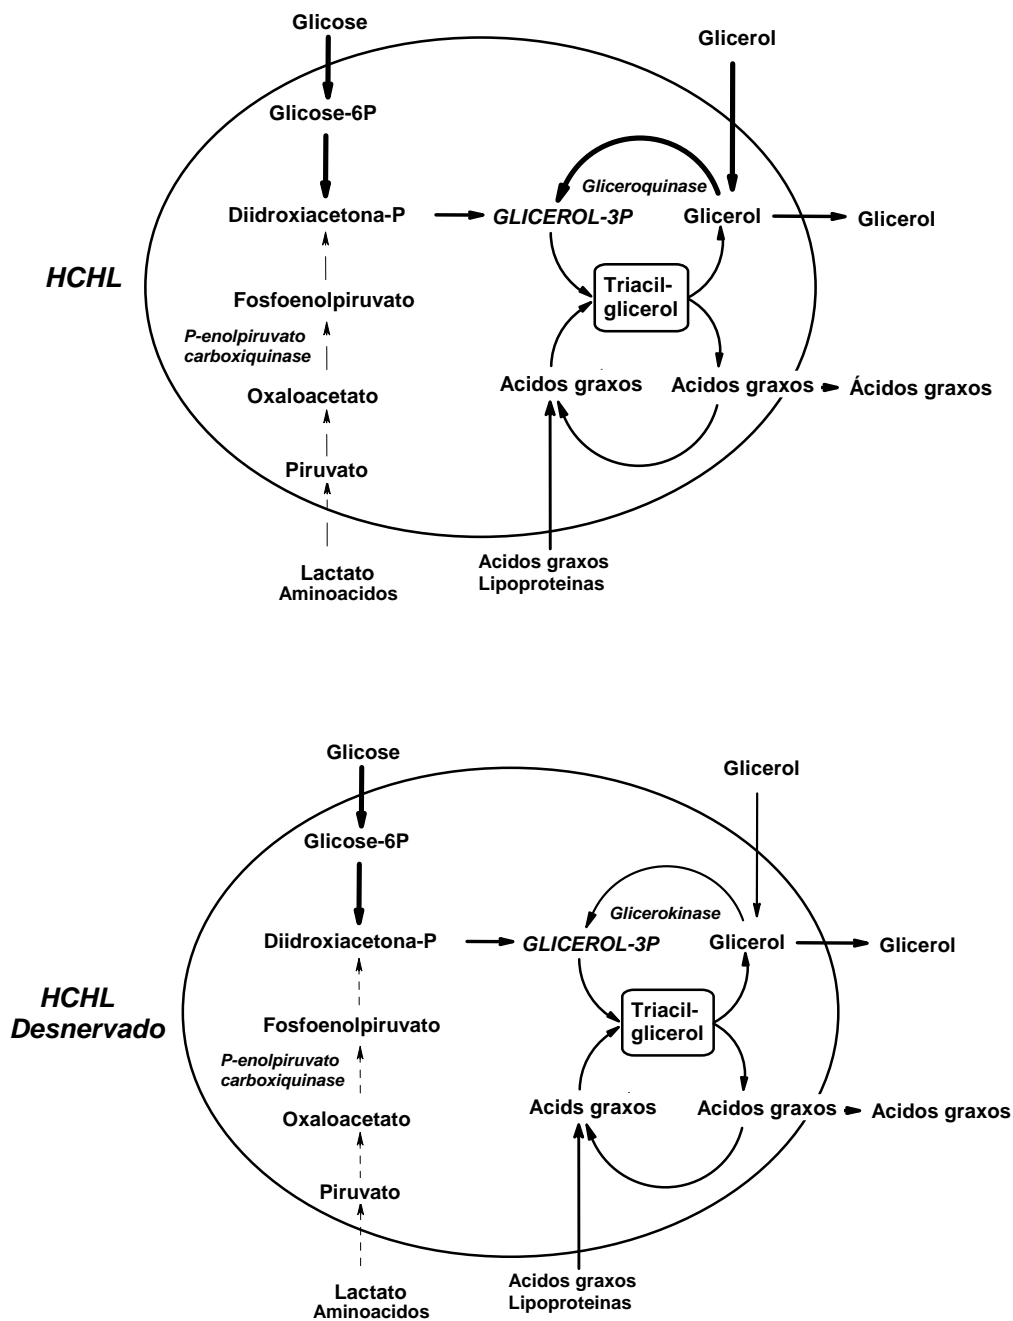 Glicose
Glicerol
Glicose-6P
Gliceroquinase
Diidroxiacetona-P
GLICEROL-3P
Glicerol
Glicerol
HCHL
Triacil-
glicerol
Fosfoenolpiruvato
P-enolpiruvato
carboxiquinase
Acidos graxos
Acidos graxos
Ácidos graxos
Oxaloacetato
Piruvato
Acidos graxos
Lipoproteinas
Lactato
Aminoacidos
Glicose
Glicerol
Glicose-6P
Glicerokinase
Diidroxiacetona-P
GLICEROL-3P
Glicerol
Glicerol
HCHL
Desnervado
Triacil-
glicerol
Fosfoenolpiruvato
P-enolpiruvato
carboxiquinase
Acids graxos
Acidos graxos
Acidos graxos
Oxaloacetato
Piruvato
Acidos graxos
Lipoproteinas
Lactato
Aminoacidos